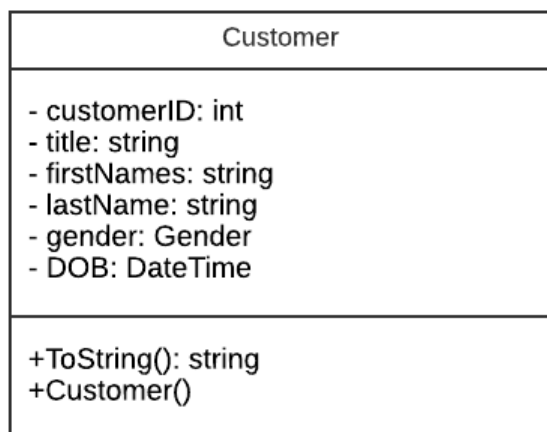 Customer
- customerID: int
- title: string
- firstNames: string
- lastName: string
- gender: Gender
- DOB: DateTime
+ToString(): string
+Customer()